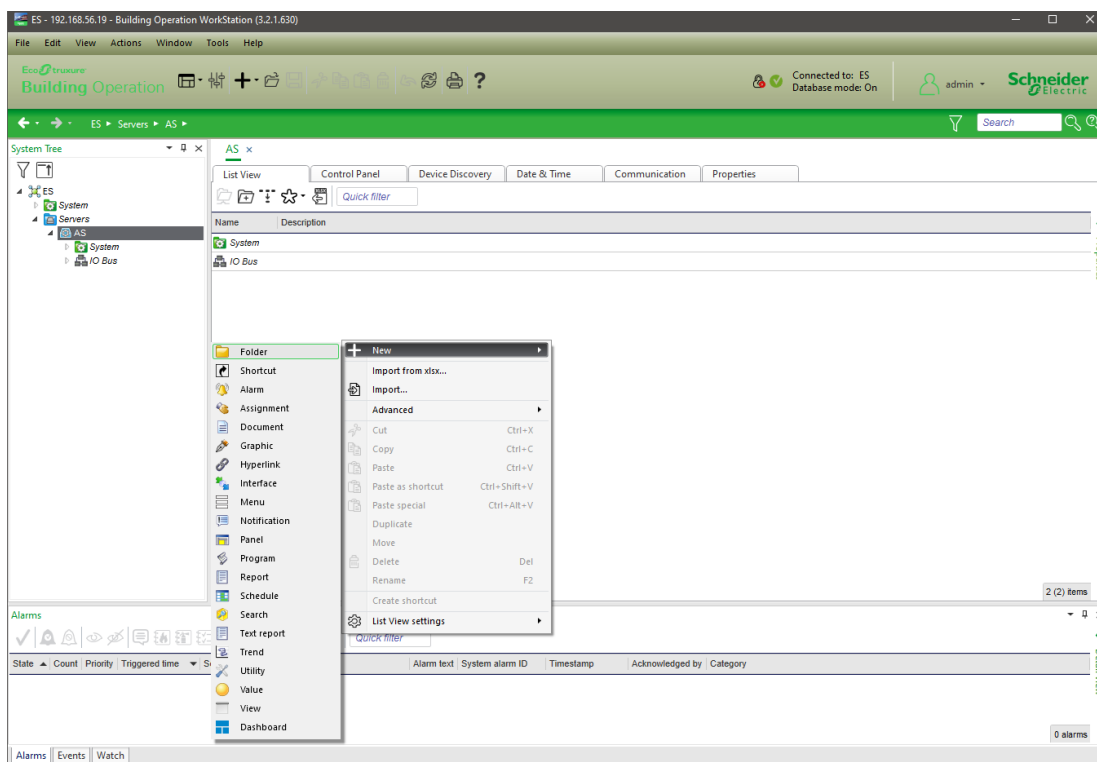 ES - 192.168.56.19 - Building Operation WorkStation (3.2.1.630)
File Edit View Actions Window Tools Help
EcoStruxure
Building Operation
Connected to: ES
Database mode: On
admin
Schneider
Electric
ES Servers AS
Search
System Tree
AS
List View Control Panel Device Discovery Date & Time Communication Properties
Quick filter
ES
System
Servers
AS
System
IO Bus
Name Description
System
IO Bus
Folder
Shortcut
Alarm
Assignment
Document
Graphic
Hyperlink
Interface
Menu
Notification
Panel
Program
Report
Schedule
Search
Text report
Trend
Utility
Value
View
Dashboard
New
Import from xlsx...
Import...
Advanced
Cut Ctrl+X
Copy Ctrl+C
Paste Ctrl+V
Paste as shortcut Ctrl+Shift+V
Paste special Ctrl+Alt+V
Duplicate
Move
Delete Del
Rename F2
Create shortcut
List View settings
2 (2) items
Alarms
Quick filter
State Count Priority Triggered time Alarm text System alarm ID Timestamp Acknowledged by Category
0 alarms
Alarms Events Watch